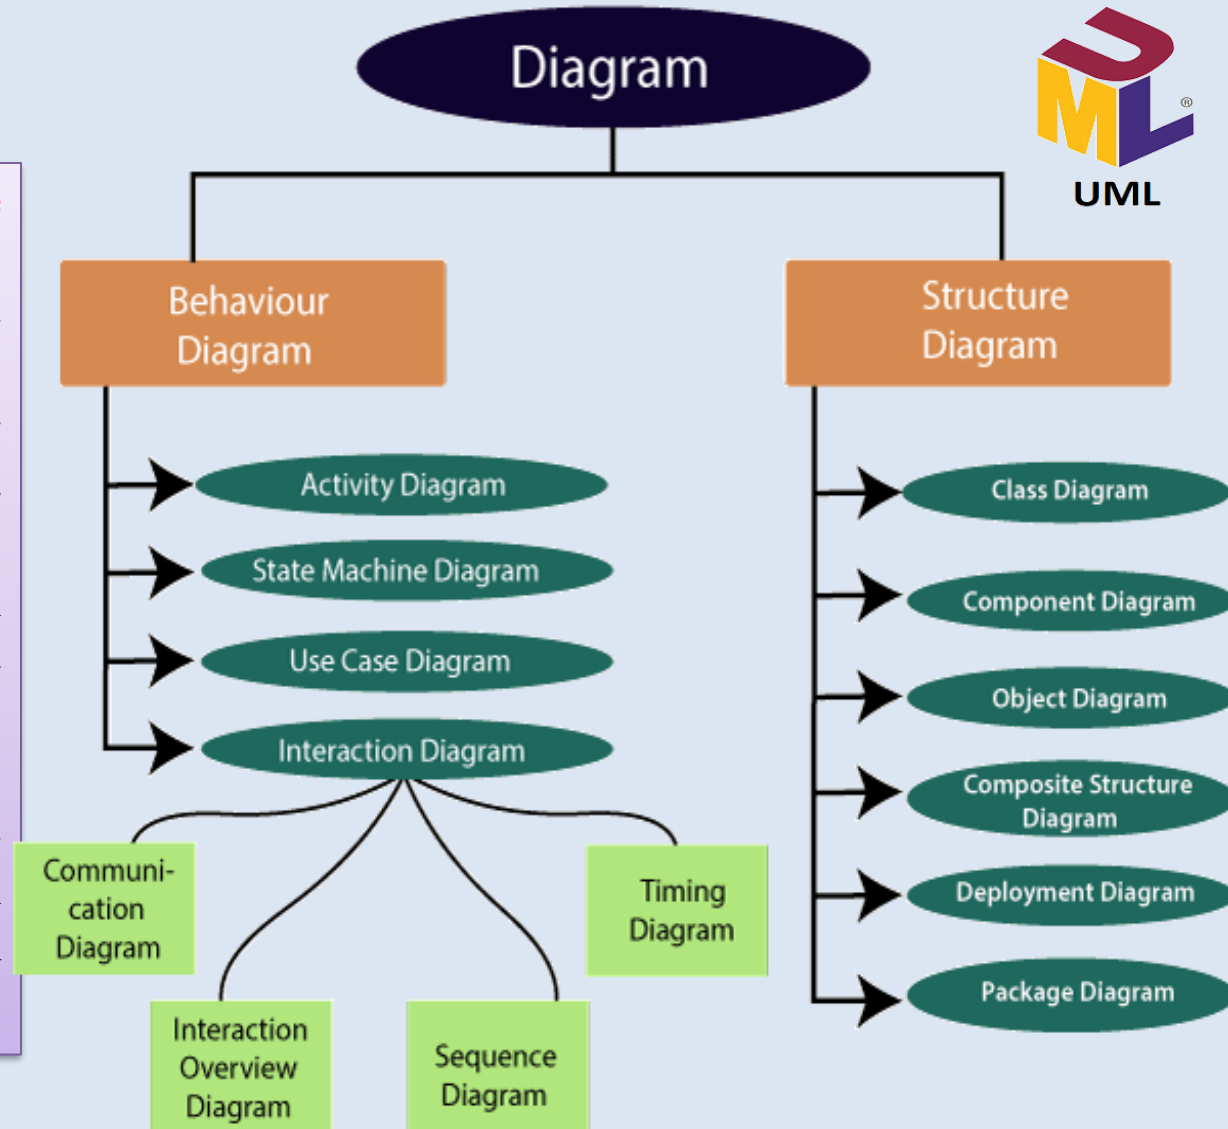 Diagram
UML
®
UML
Behaviour
Diagram
Structure
Diagram
Activity Diagram
State Machine Diagram
Use Case Diagram
Interaction Diagram
Communi-
cation
Diagram
Interaction
Overview
Diagram
Sequence
Diagram
Timing
Diagram
Class Diagram
Component Diagram
Object Diagram
Composite Structure
Diagram
Deployment Diagram
Package Diagram